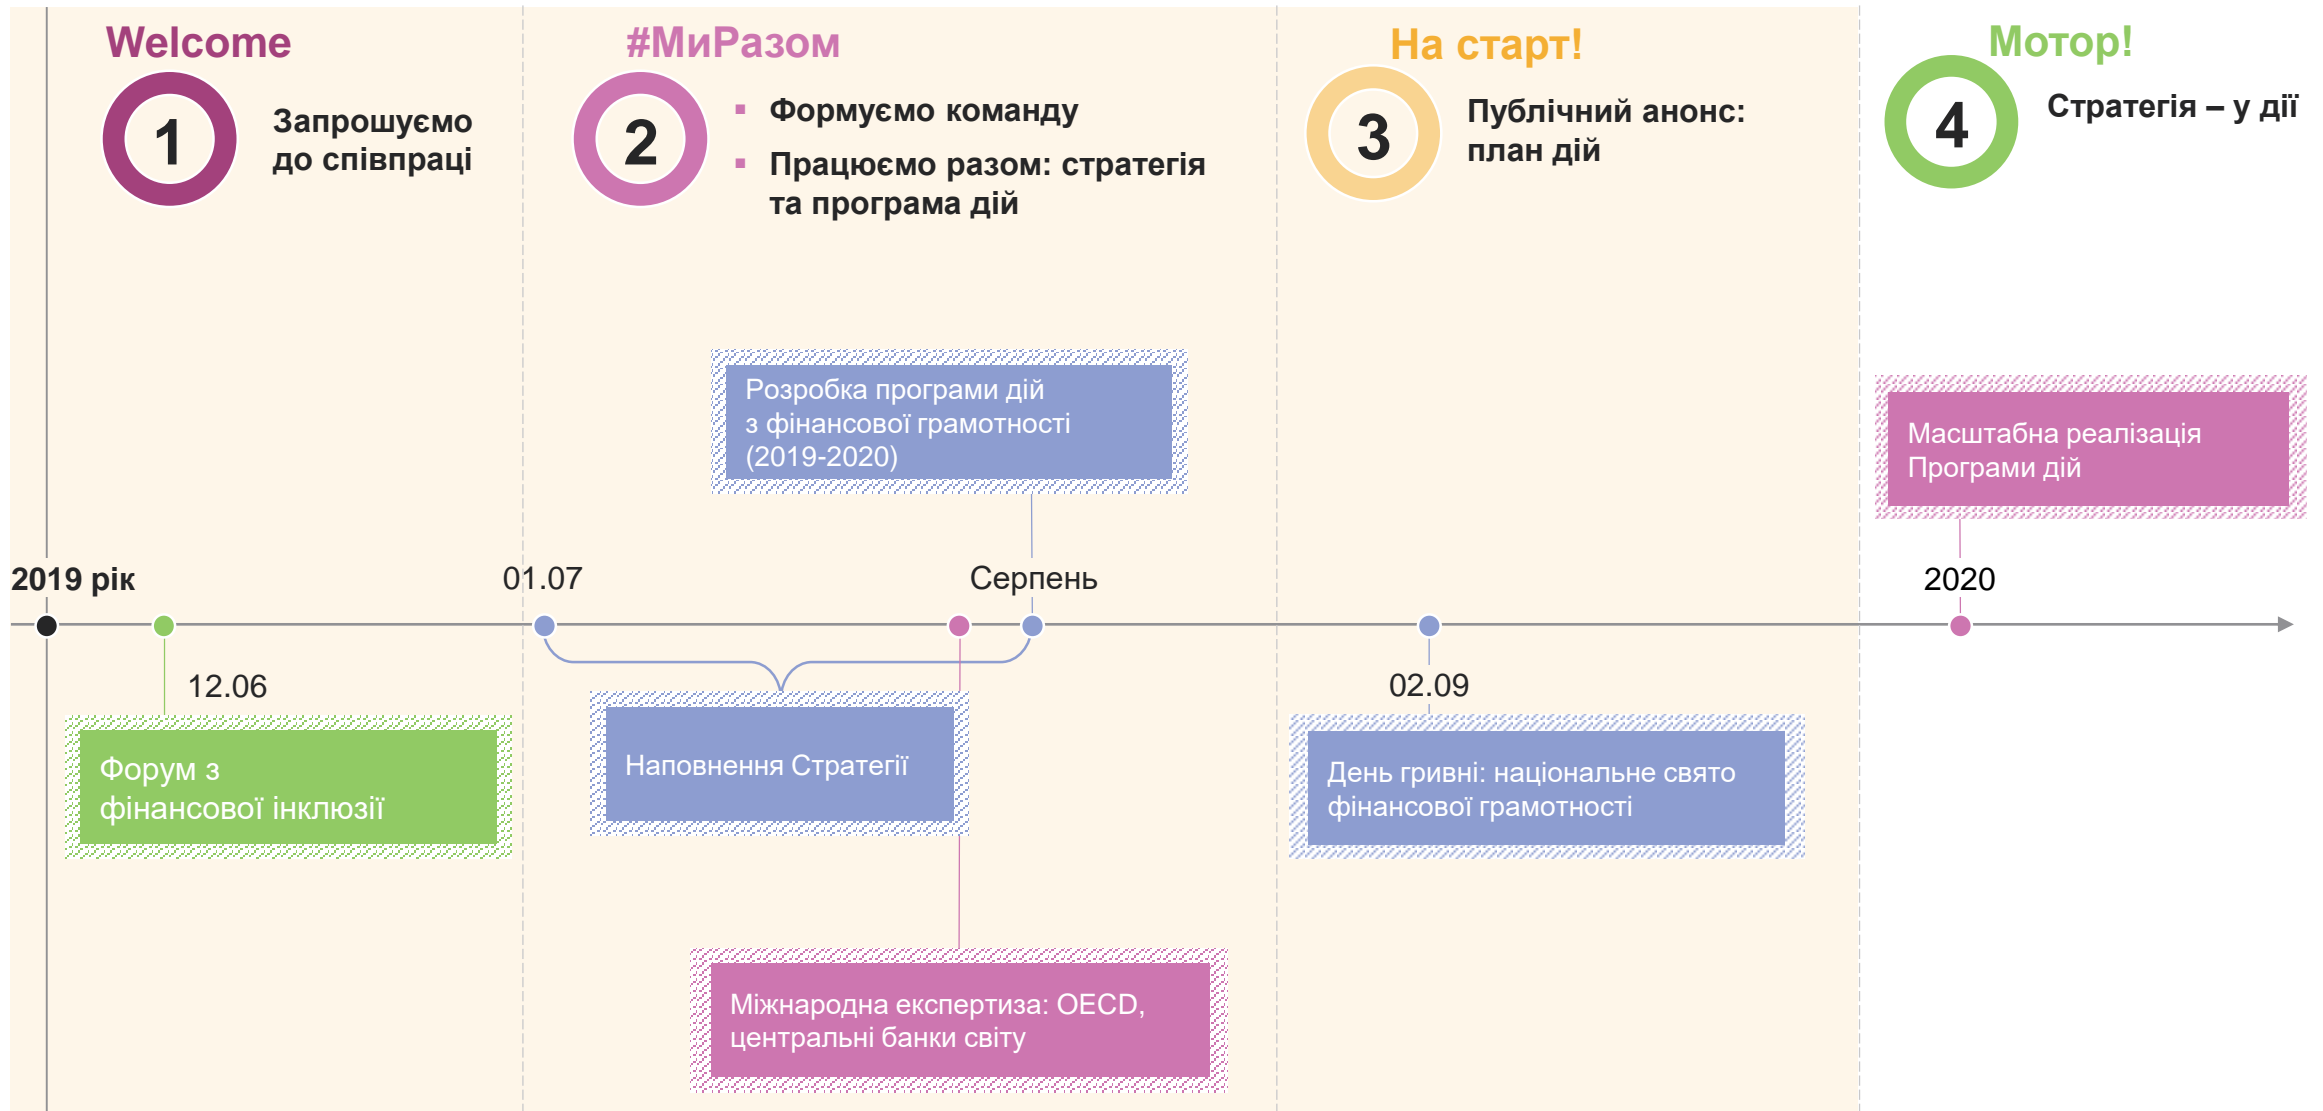 Welcome
1
Запрошуємо
до співпраці
#МиРазом
2
Формуємо команду
Працюємо разом: стратегія
та програма дій
На старт!
3
Публічний анонс:
план дій
Мотор!
4
Стратегія – у дії
Розробка програми дій
з фінансової грамотності
(2019-2020)
Масштабна реалізація
Програми дій
2019 рік
01.07
Серпень
2020
12.06
02.09
Форум з
фінансової інклюзії
Наповнення Стратегії
День гривні: національне свято
фінансової грамотності
Міжнародна експертиза: OECD,
центральні банки світу